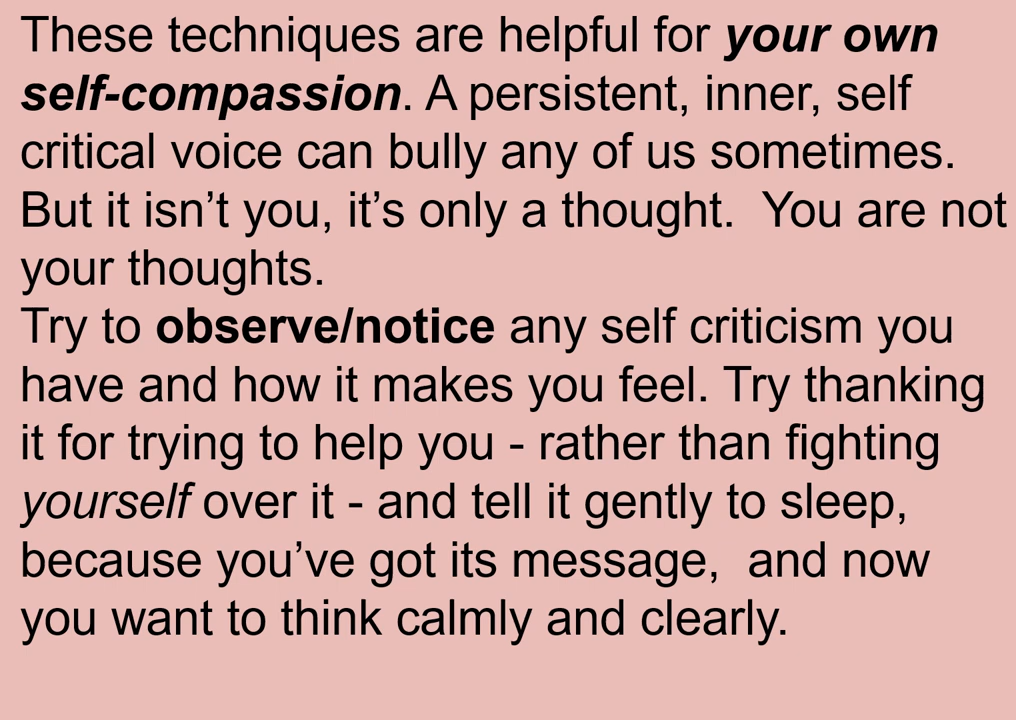 These techniques are helpful for your own
self-compassion. A persistent, inner, self
critical voice can bully any of us sometimes.
But it isn’t you, it’s only a thought.  You are not
your thoughts.
Try to observe/notice any self criticism you
have and how it makes you feel. Try thanking
it for trying to help you - rather than fighting
yourself over it - and tell it gently to sleep,
because you’ve got its message,  and now
you want to think calmly and clearly.